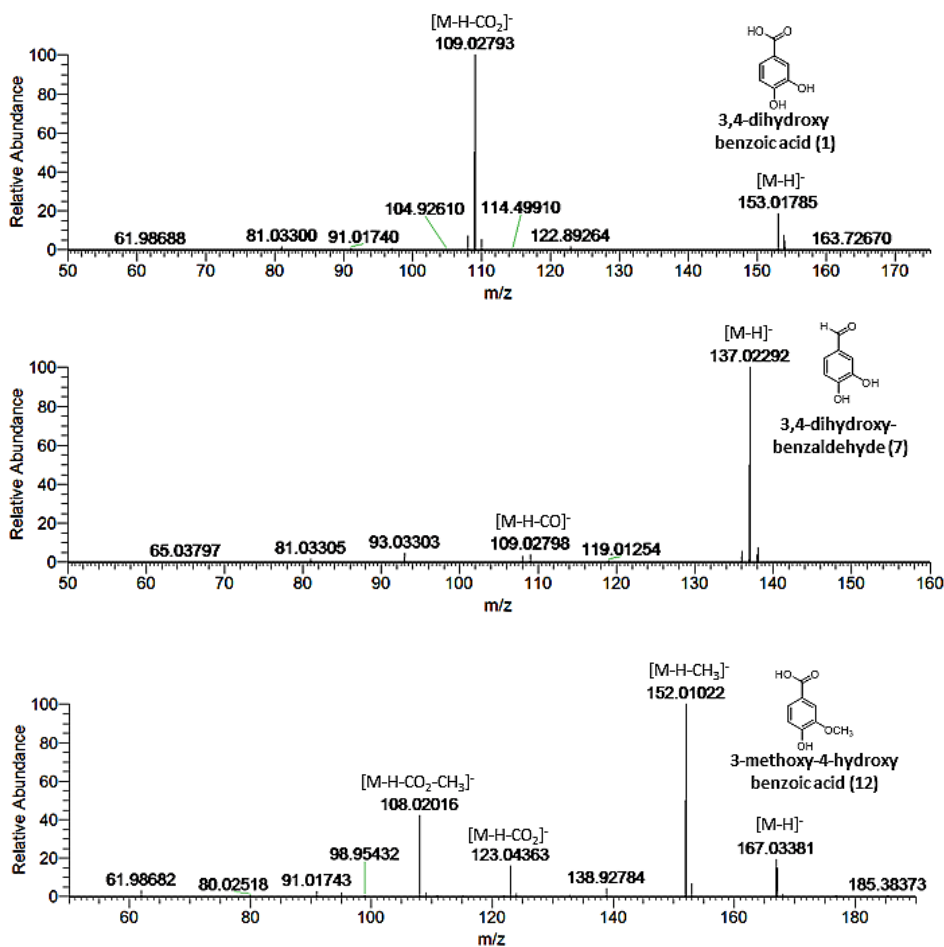 [M-H-CO₂]⁻
109.02793
HO O
OH
OH
3,4-dihydroxy
benzoic acid (1)
[M-H]⁻
153.01785
Relative Abundance
100
80
60
40
20
0
61.98688
81.03300
91.01740
104.92610
114.49910
122.89264
163.72670
50 60 70 80 90 100 110 120 130 140 150 160 170
m/z
[M-H]⁻
137.02292
H O
OH
OH
3,4-dihydroxy-
benzaldehyde (7)
Relative Abundance
100
80
60
40
20
0
65.03797
81.03305
93.03303
[M-H-CO]⁻
109.02798
119.01254
50 60 70 80 90 100 110 120 130 140 150 160
m/z
[M-H-CH₃]⁻
152.01022
HO O
OCH₃
OH
3-methoxy-4-hydroxy
benzoic acid (12)
[M-H]⁻
167.03381
[M-H-CO₂-CH₃]⁻
108.02016
[M-H-CO₂]⁻
123.04363
Relative Abundance
100
80
60
40
20
0
61.98682
80.02518
91.01743
98.95432
138.92784
185.38373
60 80 100 120 140 160 180
m/z